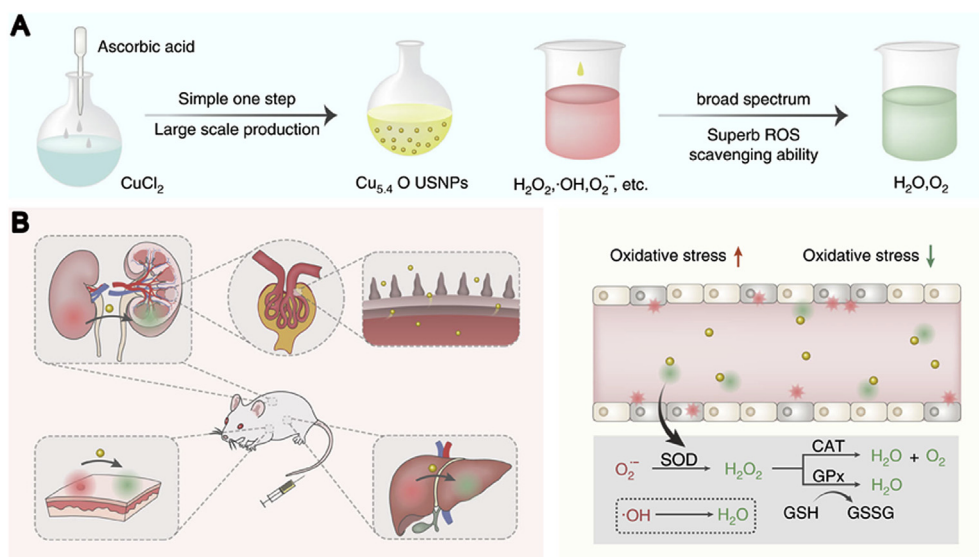 A
Ascorbic acid
Simple one step
Large scale production
broad spectrum
Superb ROS
scavenging ability
CuCl₂
Cu₅.₄ O USNPs
H₂O₂,·OH,O₂·⁻, etc.
H₂O,O₂
B
Oxidative stress ↑
Oxidative stress ↓
O₂·⁻
SOD
H₂O₂
CAT
H₂O + O₂
GPx
H₂O
·OH
H₂O
GSH
GSSG